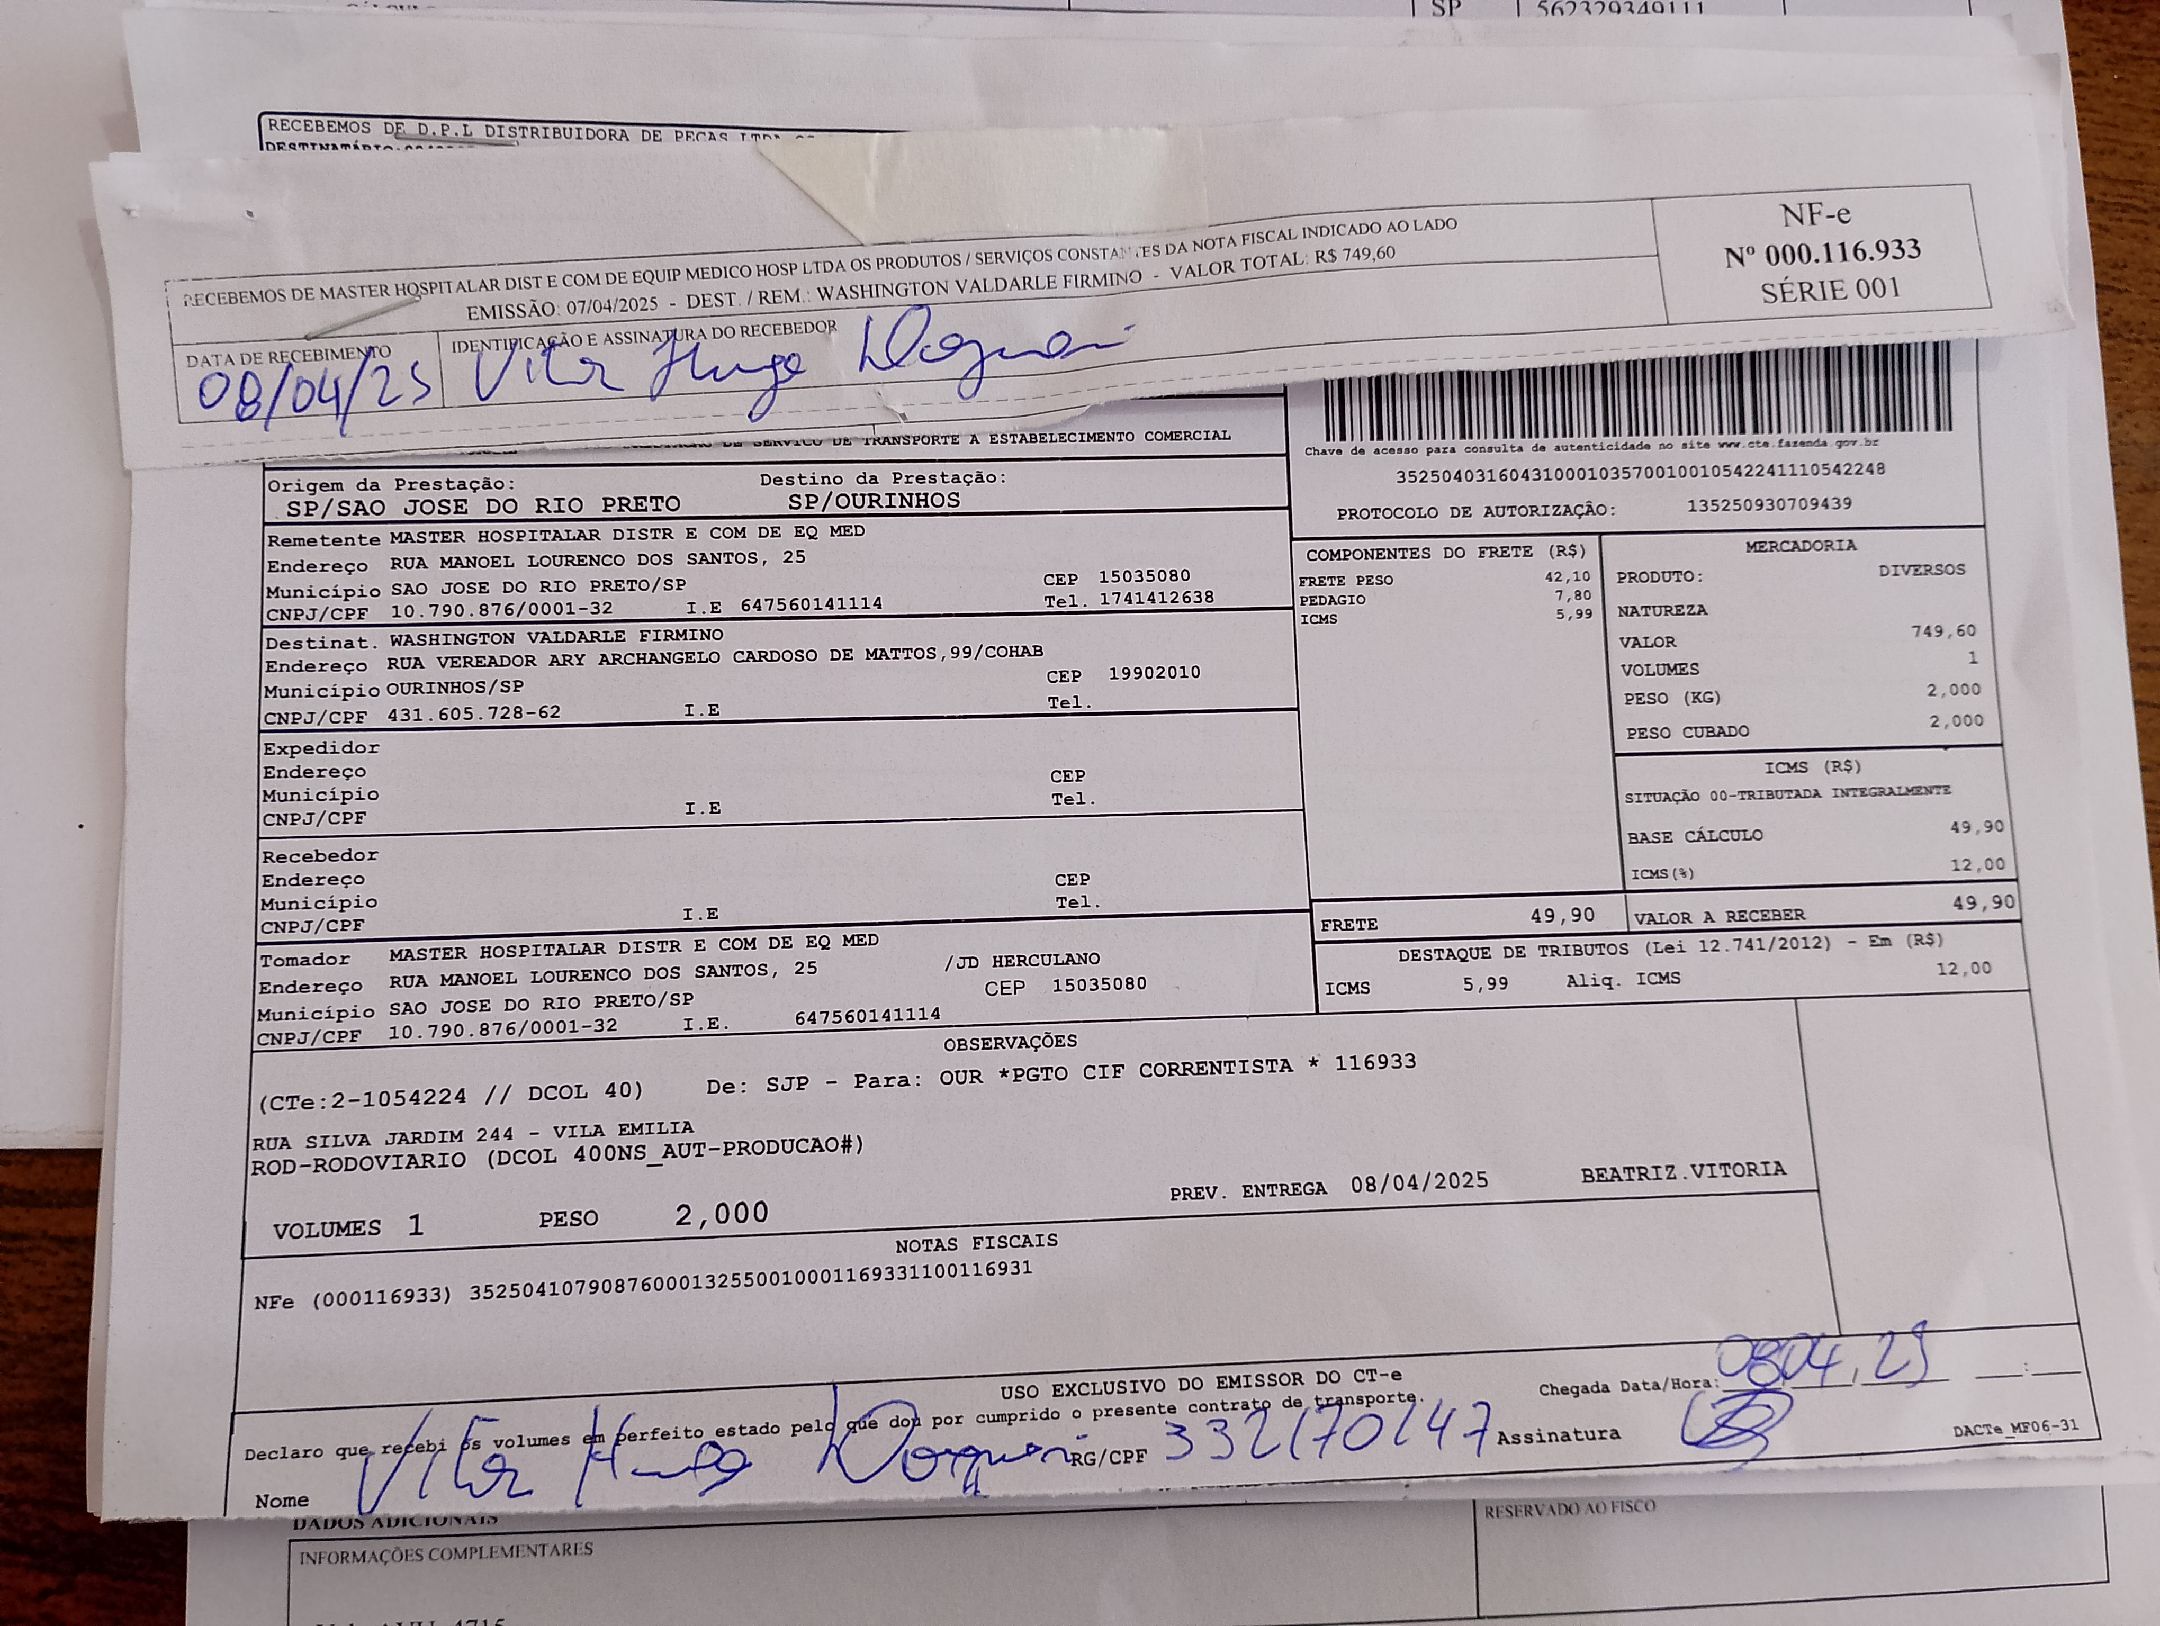 SP 562329349111
RECEBEMOS DE D.P.L DISTRIBUIDORA DE PECAS LTDA
DESTINATÁRIO:
RECEBEMOS DE MASTER HOSPITALAR DIST E COM DE EQUIP MEDICO HOSP LTDA OS PRODUTOS / SERVIÇOS CONSTANTES DA NOTA FISCAL INDICADO AO LADO
EMISSÃO: 07/04/2025 - DEST. / REM.: WASHINGTON VALDARLE FIRMINO - VALOR TOTAL: R$ 749,60
NF-e
Nº 000.116.933
SÉRIE 001
DATA DE RECEBIMENTO
08/04/25
IDENTIFICAÇÃO E ASSINATURA DO RECEBEDOR
Vitor Hugo
DE SERVICO DE TRANSPORTE A ESTABELECIMENTO COMERCIAL
Chave de acesso para consulta de autenticidade no site www.cte.fazenda.gov.br
35250403160431000103570010010542241110542248
PROTOCOLO DE AUTORIZAÇÃO: 135250930709439
Origem da Prestação: Destino da Prestação:
SP/SAO JOSE DO RIO PRETO SP/OURINHOS
Remetente MASTER HOSPITALAR DISTR E COM DE EQ MED
Endereço RUA MANOEL LOURENCO DOS SANTOS, 25
Município SAO JOSE DO RIO PRETO/SP CEP 15035080
CNPJ/CPF 10.790.876/0001-32 I.E 647560141114 Tel. 1741412638
Destinat. WASHINGTON VALDARLE FIRMINO
Endereço RUA VEREADOR ARY ARCHANGELO CARDOSO DE MATTOS,99/COHAB
Município OURINHOS/SP CEP 19902010
CNPJ/CPF 431.605.728-62 I.E Tel.
Expedidor
Endereço
Município CEP
CNPJ/CPF I.E Tel.
Recebedor
Endereço
Município CEP
CNPJ/CPF I.E Tel.
Tomador MASTER HOSPITALAR DISTR E COM DE EQ MED
Endereço RUA MANOEL LOURENCO DOS SANTOS, 25 /JD HERCULANO
Município SAO JOSE DO RIO PRETO/SP CEP 15035080
CNPJ/CPF 10.790.876/0001-32 I.E. 647560141114
COMPONENTES DO FRETE (R$)
FRETE PESO 42,10
PEDAGIO 7,80
ICMS 5,99
MERCADORIA
PRODUTO: DIVERSOS
NATUREZA
VALOR 749,60
VOLUMES 1
PESO (KG) 2,000
PESO CUBADO 2,000
ICMS (R$)
SITUAÇÃO 00-TRIBUTADA INTEGRALMENTE
BASE CÁLCULO 49,90
ICMS(%) 12,00
FRETE 49,90 VALOR A RECEBER 49,90
DESTAQUE DE TRIBUTOS (Lei 12.741/2012) - Em (R$)
ICMS 5,99 Aliq. ICMS 12,00
OBSERVAÇÕES
(CTe:2-1054224 // DCOL 40) De: SJP - Para: OUR *PGTO CIF CORRENTISTA * 116933
RUA SILVA JARDIM 244 - VILA EMILIA
ROD-RODOVIARIO (DCOL 400NS_AUT-PRODUCAO#)
PREV. ENTREGA 08/04/2025 BEATRIZ.VITORIA
VOLUMES 1 PESO 2,000
NOTAS FISCAIS
NFe (000116933) 35250410790876000132550010001169331100116931
USO EXCLUSIVO DO EMISSOR DO CT-e
Chegada Data/Hora: 08 04, 25 __:__
Declaro que recebi os volumes em perfeito estado pelo que dou por cumprido o presente contrato de transporte.
Nome Vitor Hugo RG/CPF 332170147 Assinatura
DACTe_MF06-31
DADOS ADICIONAIS
INFORMAÇÕES COMPLEMENTARES
RESERVADO AO FISCO